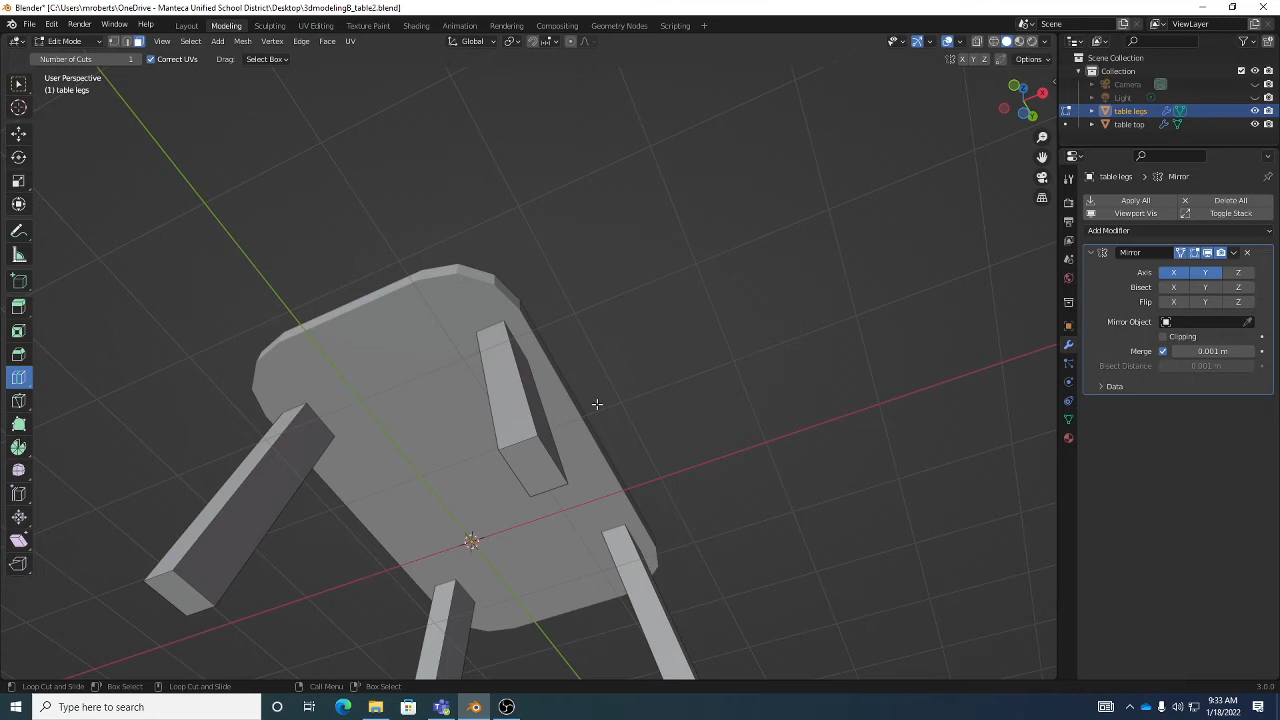 Blender* [C:\Users\mroberts\OneDrive - Manteca Unified School District\Desktop\3dmodeling8_table2.blend]
File Edit Render Window Help Layout Modeling Sculpting UV Editing Texture Paint Shading Animation Rendering Compositing Geometry Nodes Scripting + Scene ViewLayer
Edit Mode View Select Add Mesh Vertex Edge Face UV Global
Number of Cuts 1 Correct UVs Drag: Select Box X Y Z Options
Scene Collection
Collection
Camera
Light
table legs
table top
User Perspective
(1) table legs
X
Y
Z
table legs > Mirror
Apply All Delete All
Viewport Vis Toggle Stack
Add Modifier
Mirror
Axis X Y Z
Bisect X Y Z
Flip X Y Z
Mirror Object
Clipping
Merge 0.001 m
Bisect Distance 0.001 m
Data
Loop Cut and Slide Box Select Loop Cut and Slide Call Menu Box Select 3.0.0
Type here to search
9:33 AM
1/18/2022